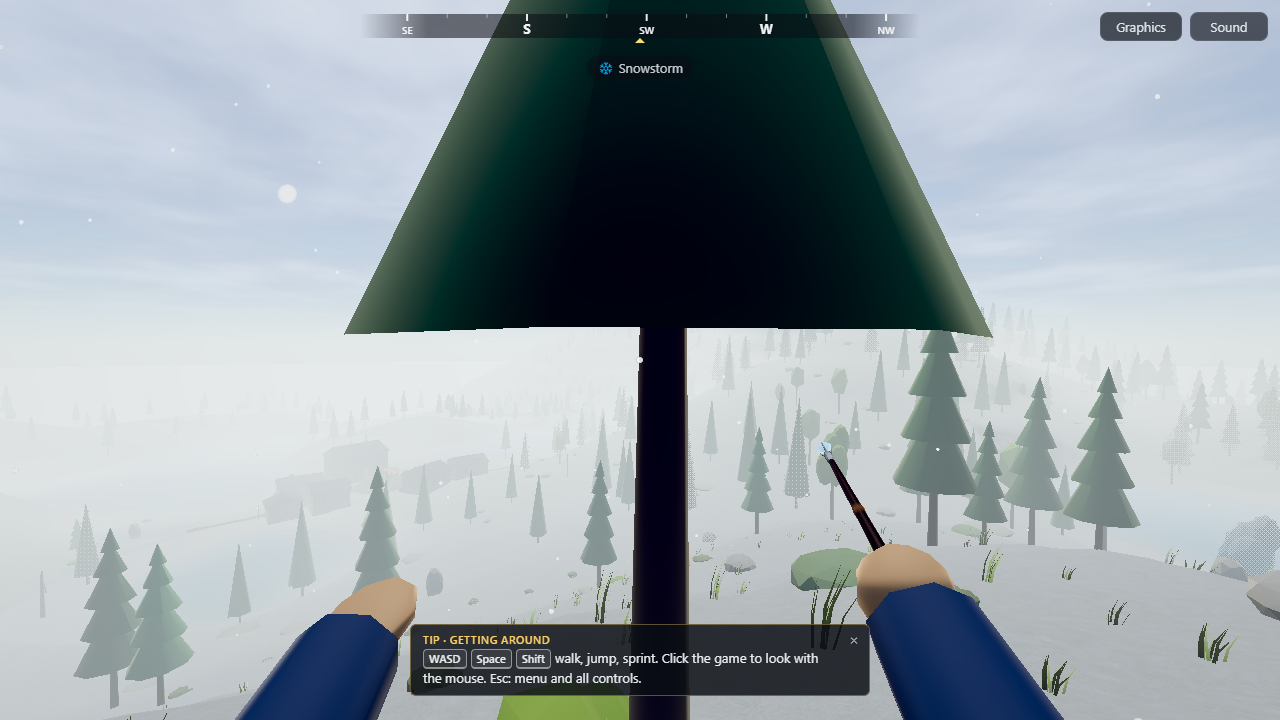 SE S SW W NW
Graphics Sound
Snowstorm
TIP · GETTING AROUND ×
WASD Space Shift walk, jump, sprint. Click the game to look with
the mouse. Esc: menu and all controls.